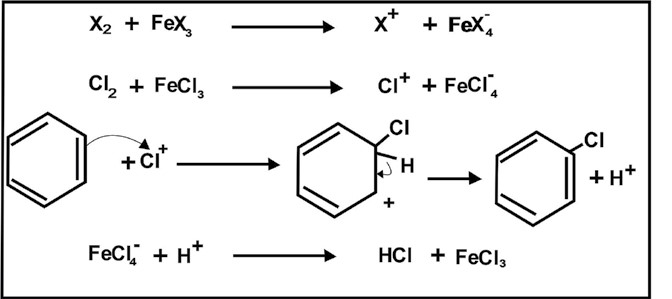 X₂ + FeX₃ → X⁺ + FeX₄⁻
Cl₂ + FeCl₃ → Cl⁺ + FeCl₄⁻
+ Cl⁺ → Cl H + → Cl + H⁺
FeCl₄⁻ + H⁺ → HCl + FeCl₃